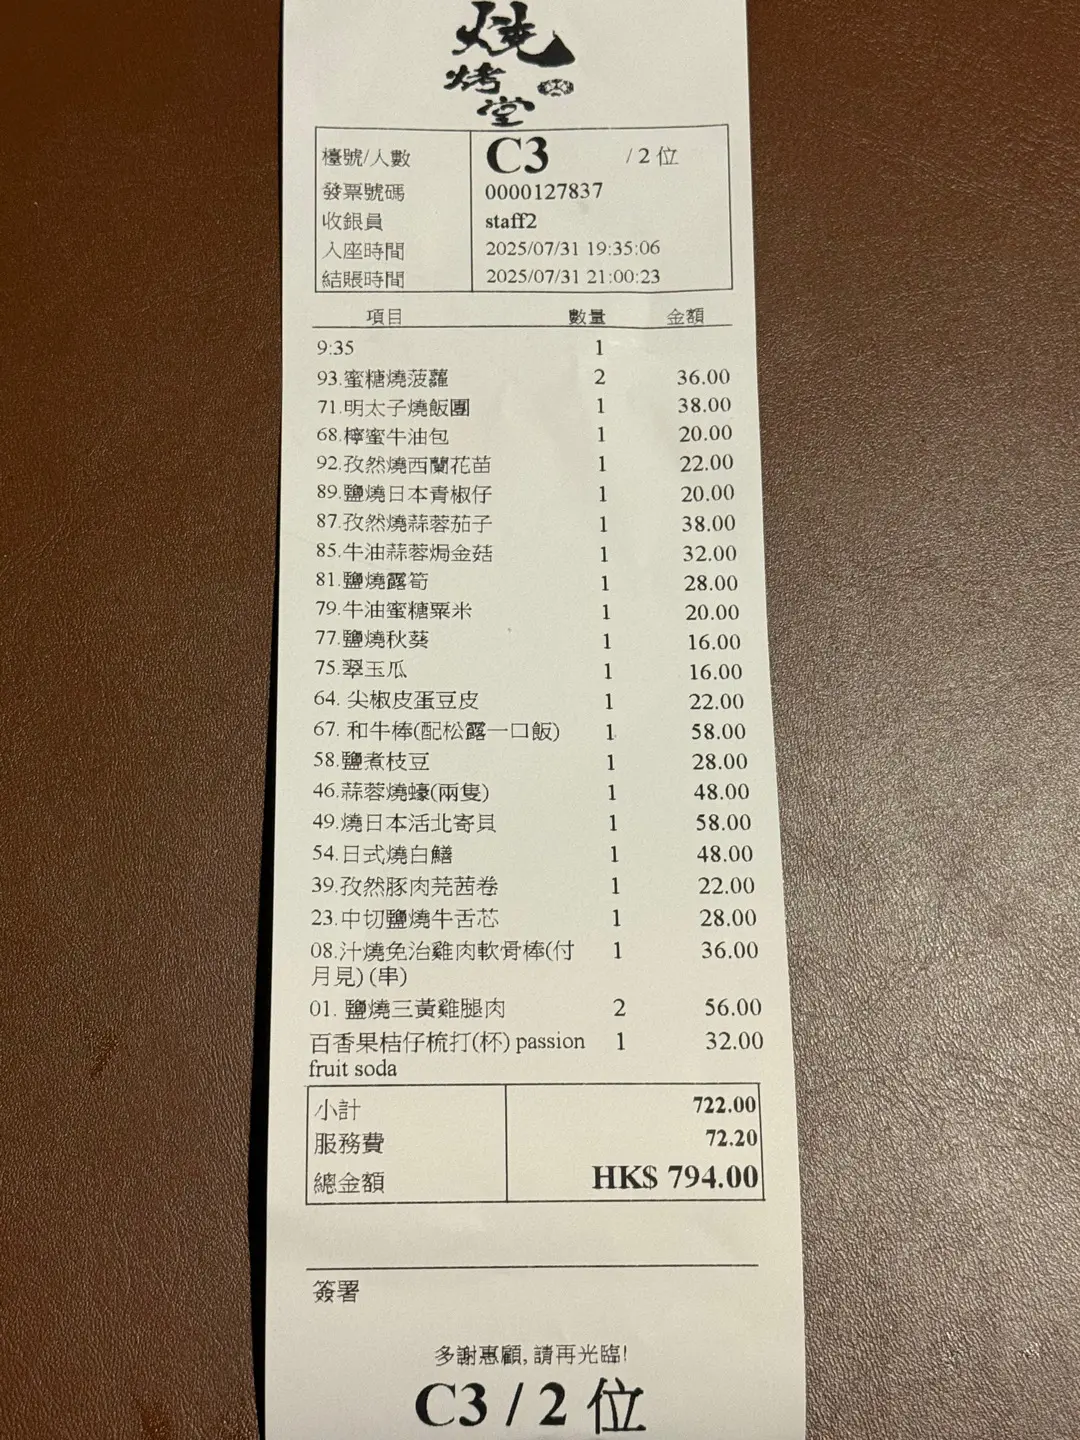 燒
烤
堂
檯號/人數 C3 /2 位
發票號碼 0000127837
收銀員 staff2
入座時間 2025/07/31 19:35:06
結賬時間 2025/07/31 21:00:23
項目 數量 金額
9:35 1
93.蜜糖燒菠蘿 2 36.00
71.明太子燒飯團 1 38.00
68.檸蜜牛油包 1 20.00
92.孜然燒西蘭花苗 1 22.00
89.鹽燒日本青椒仔 1 20.00
87.孜然燒蒜蓉茄子 1 38.00
85.牛油蒜蓉焗金菇 1 32.00
81.鹽燒露筍 1 28.00
79.牛油蜜糖粟米 1 20.00
77.鹽燒秋葵 1 16.00
75.翠玉瓜 1 16.00
64. 尖椒皮蛋豆皮 1 22.00
67. 和牛棒(配松露一口飯) 1 58.00
58.鹽煮枝豆 1 28.00
46.蒜蓉燒蠔(兩隻) 1 48.00
49.燒日本活北寄貝 1 58.00
54.日式燒白鱔 1 48.00
39.孜然豚肉芫茜卷 1 22.00
23.中切鹽燒牛舌芯 1 28.00
08.汁燒免治雞肉軟骨棒(付 1 36.00
月見) (串)
01. 鹽燒三黃雞腿肉 2 56.00
百香果桔仔梳打(杯) passion 1 32.00
fruit soda
小計 722.00
服務費 72.20
總金額 HK$ 794.00
簽署
多謝惠顧, 請再光臨!
C3 / 2 位